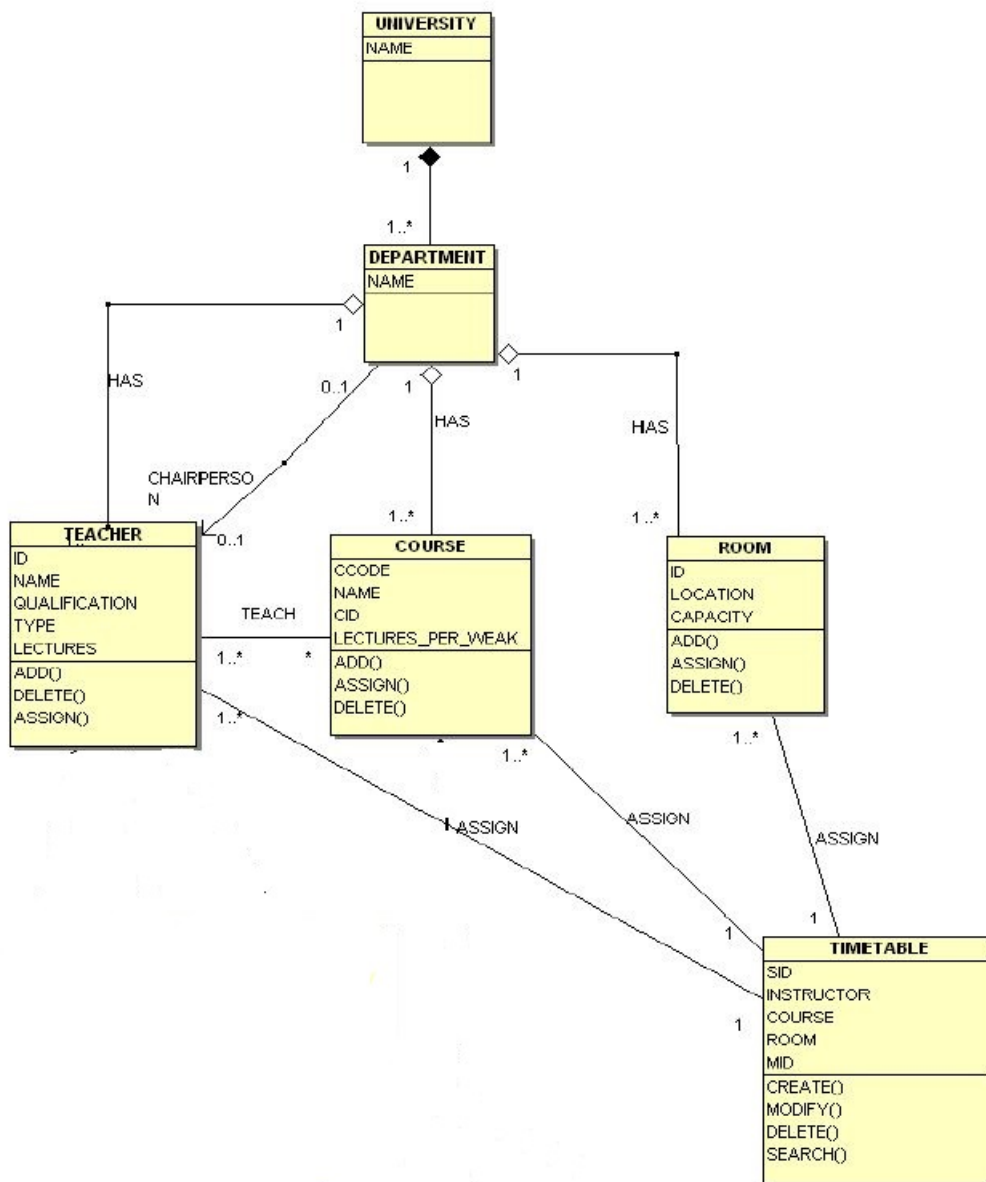 UNIVERSITY
NAME
1
1..*
DEPARTMENT
NAME
1
0..1
1
1
HAS
HAS
HAS
CHAIRPERSO
N
0..1
1..*
1..*
TEACHER
ID
NAME
QUALIFICATION
TYPE
LECTURES
ADD()
DELETE()
ASSIGN()
TEACH
1..*
*
COURSE
CCODE
NAME
CID
LECTURES_PER_WEAK
ADD()
ASSIGN()
DELETE()
ROOM
ID
LOCATION
CAPACITY
ADD()
ASSIGN()
DELETE()
1..*
1..*
1..*
ASSIGN
ASSIGN
ASSIGN
1
1
1
TIMETABLE
SID
INSTRUCTOR
COURSE
ROOM
MID
CREATE()
MODIFY()
DELETE()
SEARCH()